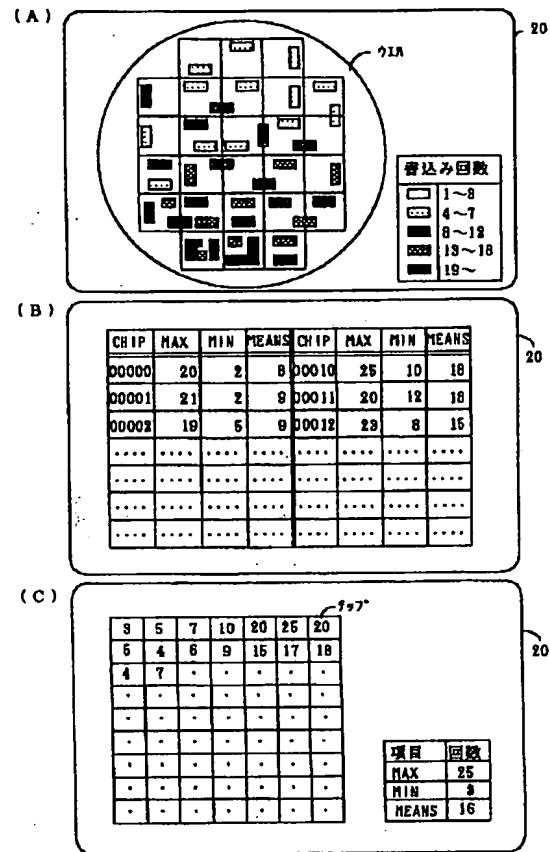 (A)
20
ウエハ
書込み回数
1〜3
4〜7
8〜12
13〜18
19〜
(B)
20
CHIP MAX MIN MEANS CHIP MAX MIN MEANS
00000 20 2 8 00010 25 10 18
00001 21 2 9 00011 20 12 18
00002 19 5 9 00012 23 8 15
.... .... .... .... .... .... .... ....
.... .... .... .... .... .... .... ....
.... .... .... .... .... .... .... ....
.... .... .... .... .... .... .... ....
(C)
チップ
20
3 5 7 10 20 25 20
5 4 6 9 15 17 18
4 7 · · · · ·
· · · · · · ·
· · · · · · ·
· · · · · · ·
· · · · · · ·
· · · · · · ·
項目 回数
MAX 25
MIN 3
MEANS 16